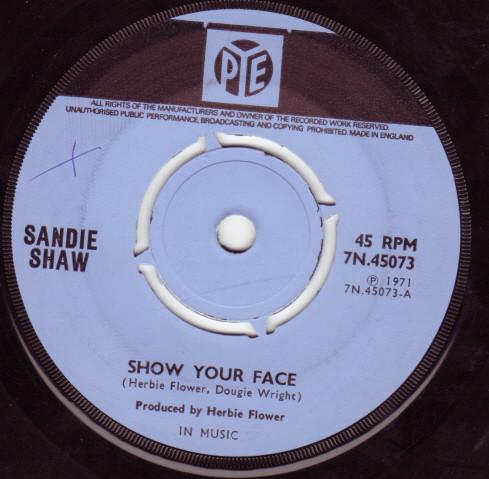 PYE
ALL RIGHTS OF THE MANUFACTURERS AND OWNER OF THE RECORDED WORK RESERVED.
UNAUTHORISED PUBLIC PERFORMANCE, BROADCASTING AND COPYING PROHIBITED. MADE IN ENGLAND
SANDIE
SHAW
45 RPM
7N.45073
Ⓟ 1971
7N.45073-A
SHOW YOUR FACE
(Herbie Flower, Dougie Wright)
Produced by Herbie Flower
IN MUSIC